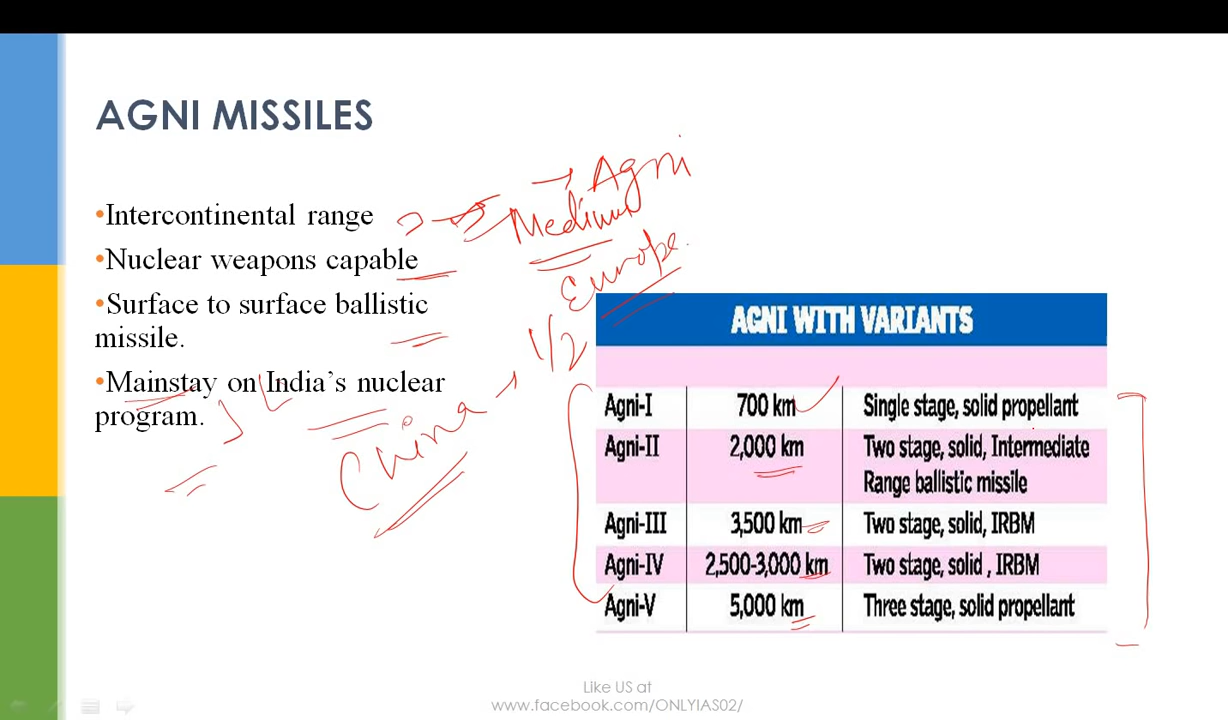 AGNI MISSILES
•Intercontinental range
•Nuclear weapons capable
•Surface to surface ballistic
missile.
•Mainstay on India's nuclear
program.
→ Agni
Medium
Europe
1/2
China
AGNI WITH VARIANTS
Agni-I 700 km Single stage, solid propellant
Agni-II 2,000 km Two stage, solid, Intermediate
Range ballistic missile
Agni-III 3,500 km Two stage, solid, IRBM
Agni-IV 2,500-3,000 km Two stage, solid , IRBM
Agni-V 5,000 km Three stage, solid propellant
Like US at
www.facebook.com/ONLYIAS02/